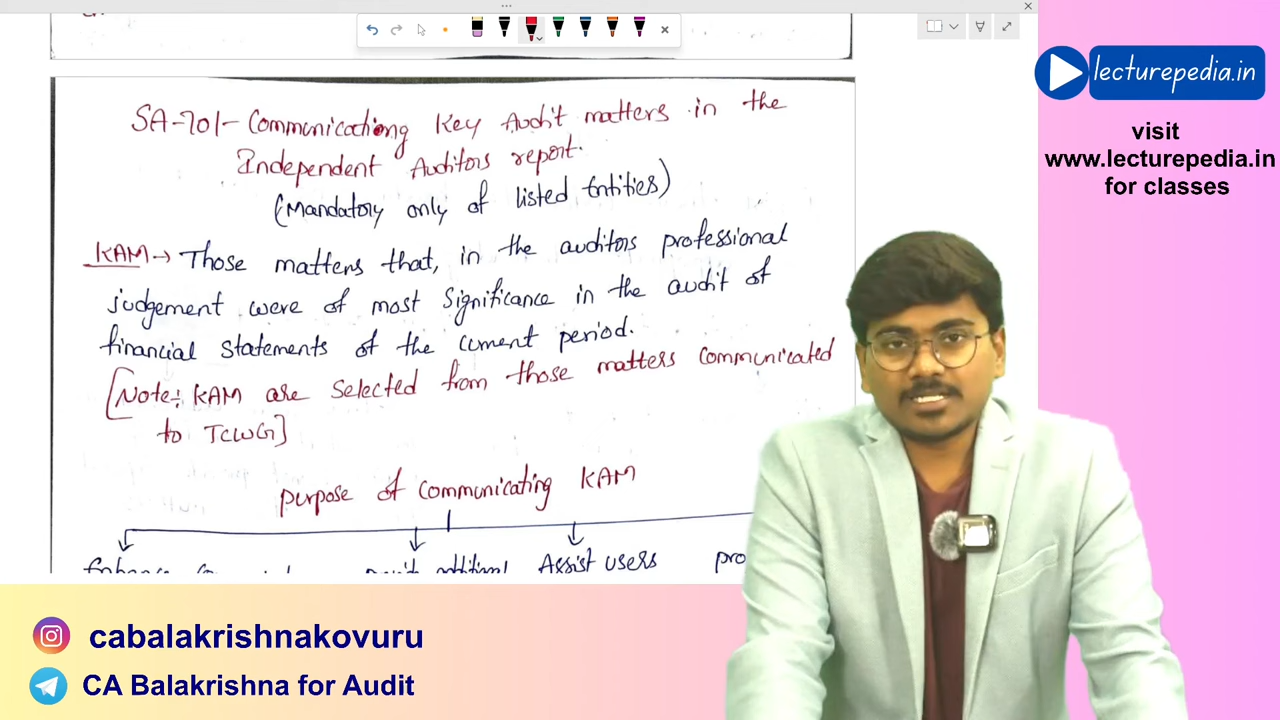 SA-701- Communicationg Key Audit matters in the
Independent Auditors report.
(Mandatory only of listed Entities)
KAM → Those matters that, in the auditors professional
judgement were of most significance in the audit of
financial statements of the current period.
[Note:- KAM are selected from those matters communicated
to TCWG]
purpose of communicating KAM
Assist users
lecturepedia.in
visit
www.lecturepedia.in
for classes
cabalakrishnakovuru
CA Balakrishna for Audit